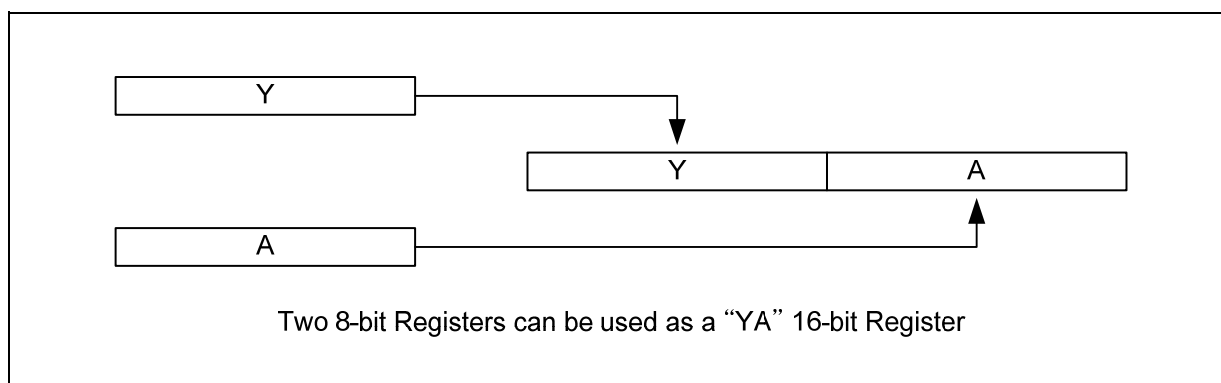 Y
Y A
A
Two 8-bit Registers can be used as a “YA” 16-bit Register